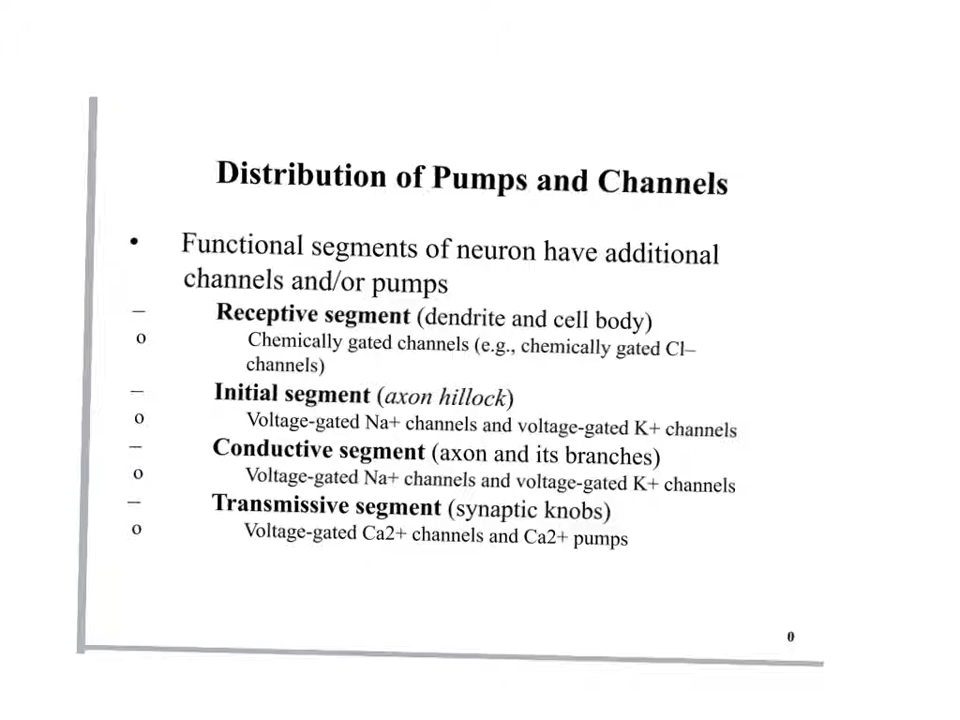 Distribution of Pumps and Channels
• Functional segments of neuron have additional
channels and/or pumps
– Receptive segment (dendrite and cell body)
o Chemically gated channels (e.g., chemically gated Cl–
channels)
– Initial segment (axon hillock)
o Voltage-gated Na+ channels and voltage-gated K+ channels
– Conductive segment (axon and its branches)
o Voltage-gated Na+ channels and voltage-gated K+ channels
– Transmissive segment (synaptic knobs)
o Voltage-gated Ca2+ channels and Ca2+ pumps
0